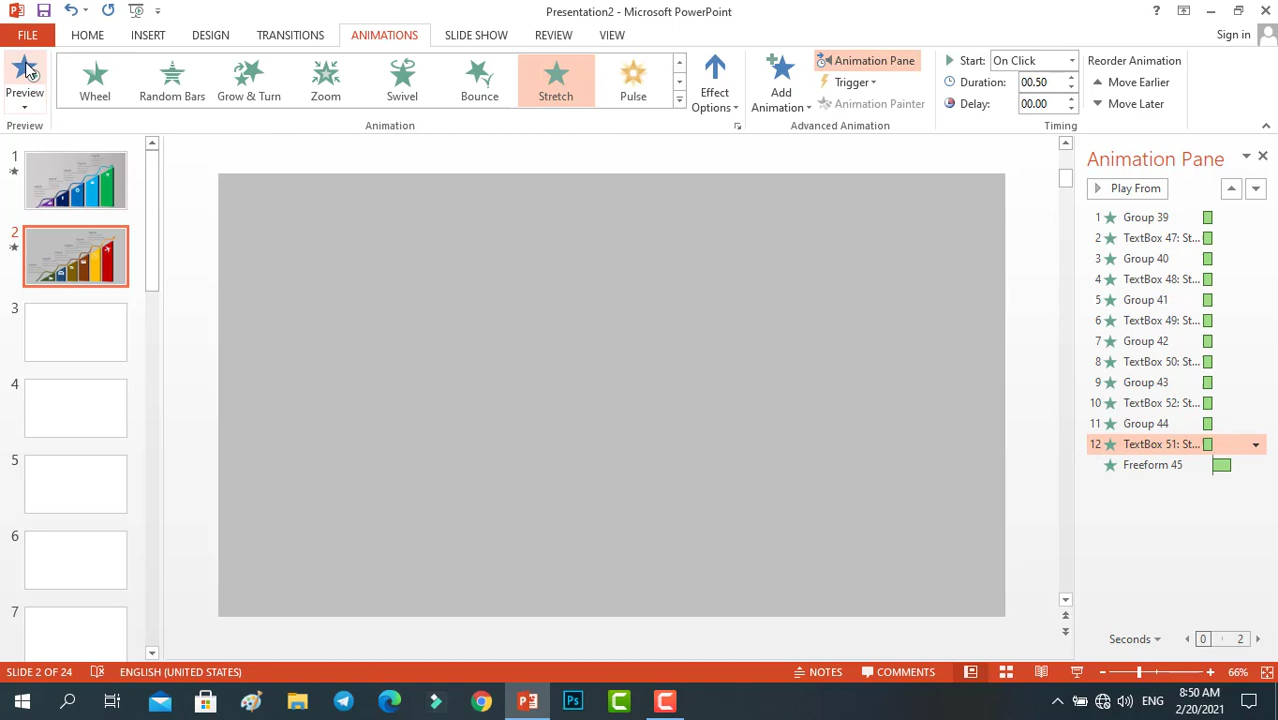 Presentation2 - Microsoft PowerPoint
Sign in
FILE HOME INSERT DESIGN TRANSITIONS ANIMATIONS SLIDE SHOW REVIEW VIEW
Preview
Wheel Random Bars Grow & Turn Zoom Swivel Bounce Stretch Pulse
Effect Options
Add Animation
Animation Pane
Trigger
Animation Painter
Start: On Click
Duration: 00.50
Delay: 00.00
Reorder Animation
Move Earlier
Move Later
Preview Animation Advanced Animation Timing
1
2
3
4
5
6
7
Animation Pane
Play From
1 Group 39
2 TextBox 47: St...
3 Group 40
4 TextBox 48: St...
5 Group 41
6 TextBox 49: St...
7 Group 42
8 TextBox 50: St...
9 Group 43
10 TextBox 52: St...
11 Group 44
12 TextBox 51: St...
Freeform 45
Seconds 0 2
SLIDE 2 OF 24 ENGLISH (UNITED STATES) NOTES COMMENTS 66%
Ps ENG 8:50 AM
2/20/2021